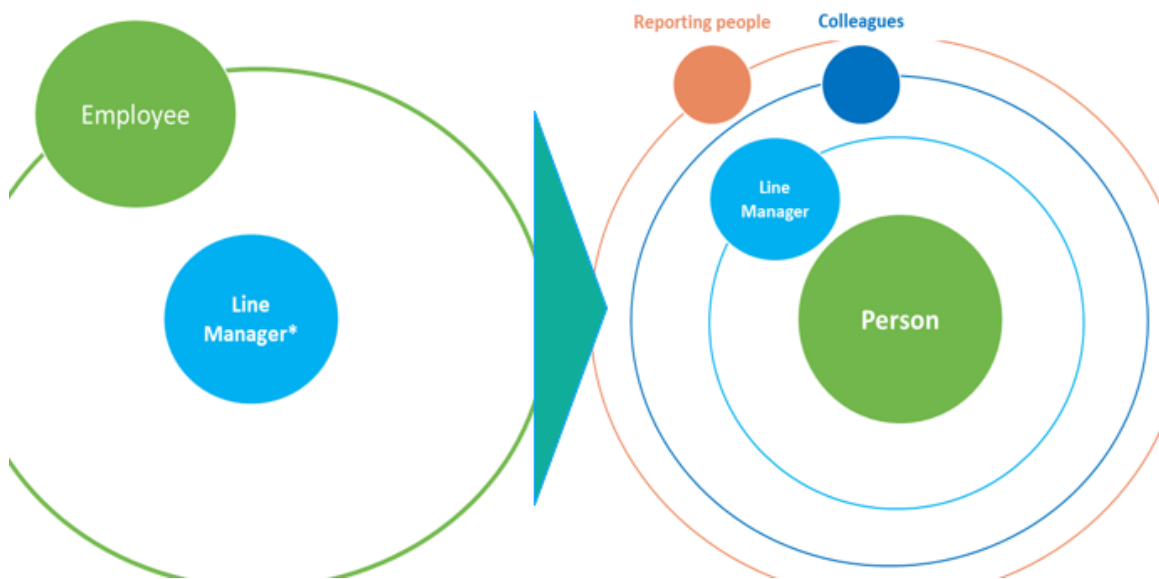 Employee
Line
Manager*
Reporting people
Colleagues
Line
Manager
Person